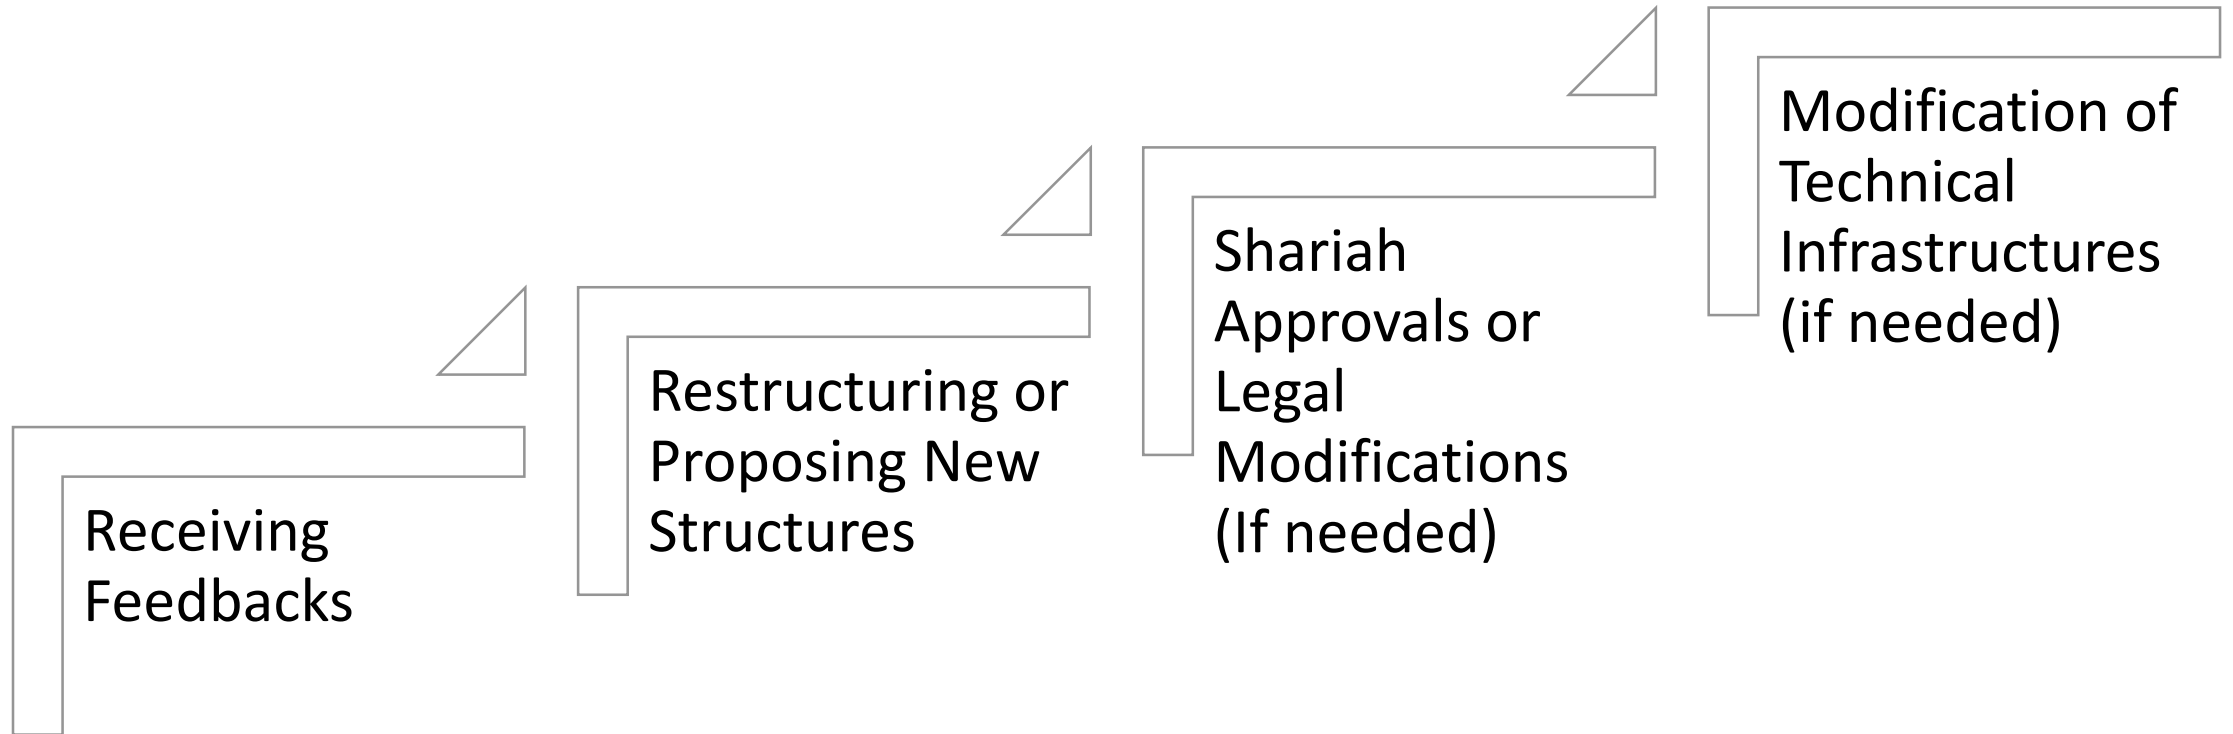 Receiving
Feedbacks
Restructuring or
Proposing New
Structures
Shariah
Approvals or
Legal
Modifications
(If needed)
Modification of
Technical
Infrastructures
(if needed)